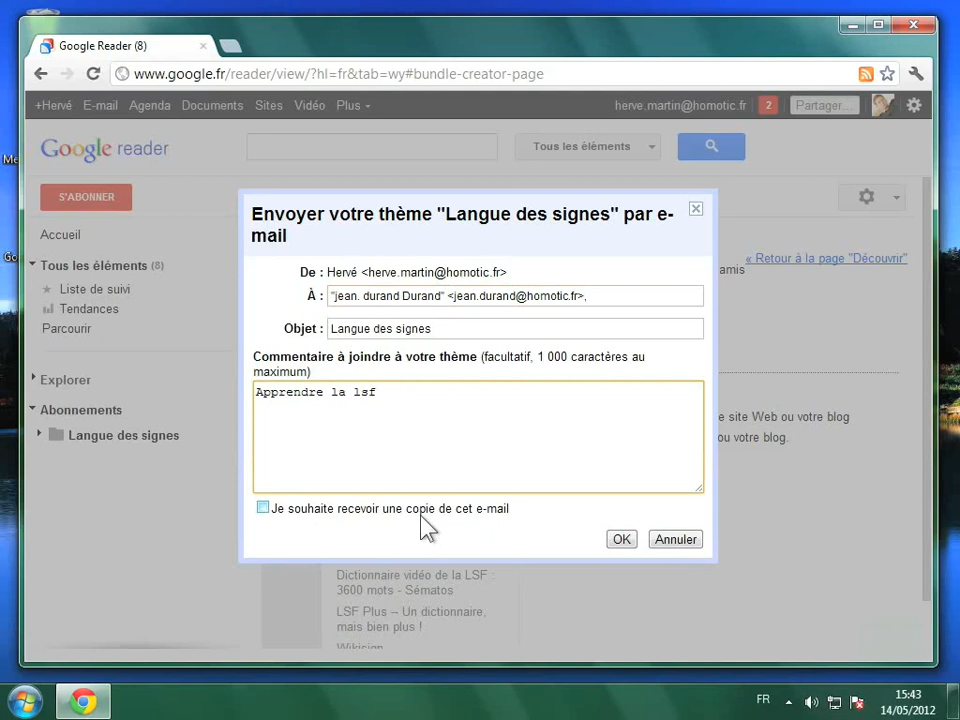 Google Reader (8)
www.google.fr/reader/view/?hl=fr&tab=wy#bundle-creator-page
+Hervé E-mail Agenda Documents Sites Vidéo Plus herve.martin@homotic.fr 2 Partager...
Google reader Tous les éléments
S'ABONNER
Envoyer votre thème "Langue des signes" par e-
mail
Accueil
« Retour à la page "Découvrir"
Tous les éléments (8)
amis
De : Hervé <herve.martin@homotic.fr>
Liste de suivi
À : "jean. durand Durand" <jean.durand@homotic.fr>,
Tendances
Parcourir
Objet : Langue des signes
Commentaire à joindre à votre thème (facultatif, 1 000 caractères au
maximum)
Explorer
Apprendre la lsf
Abonnements
e site Web ou votre blog
Langue des signes
ou votre blog.
Je souhaite recevoir une copie de cet e-mail
OK Annuler
Dictionnaire vidéo de la LSF :
3600 mots - Sématos
LSF Plus – Un dictionnaire,
mais bien plus !
Wikisign
FR
15:43
14/05/2012